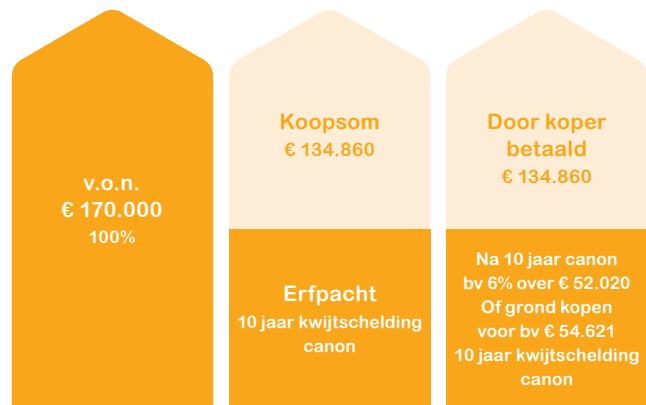 v.o.n.
€ 170.000
100%
Koopsom
€ 134.860
Erfpacht
10 jaar kwijtschelding
canon
Door koper
betaald
€ 134.860
Na 10 jaar canon
bv 6% over € 52.020
Of grond kopen
voor bv € 54.621
10 jaar kwijtschelding
canon